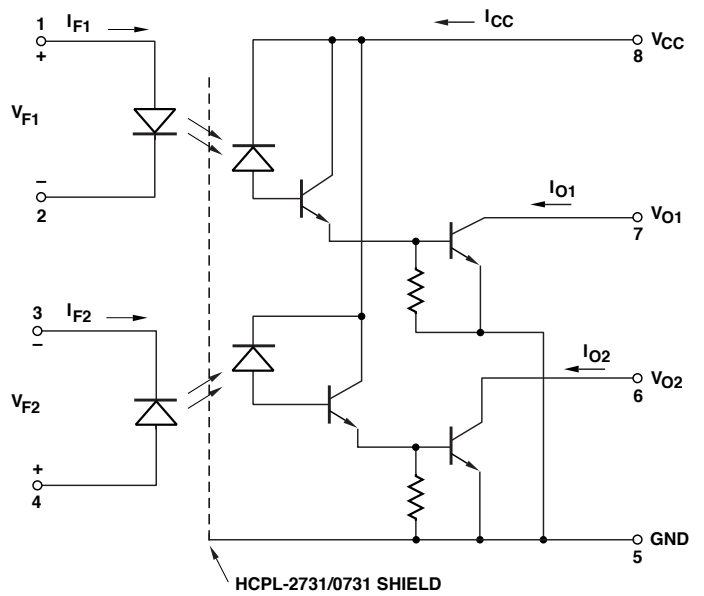 1 IF1 ICC VCC
+ 8
VF1
–
2 IO1 VO1
7
3 IF2
–
IO2 VO2
VF2 6
+
4
GND
5
HCPL-2731/0731 SHIELD